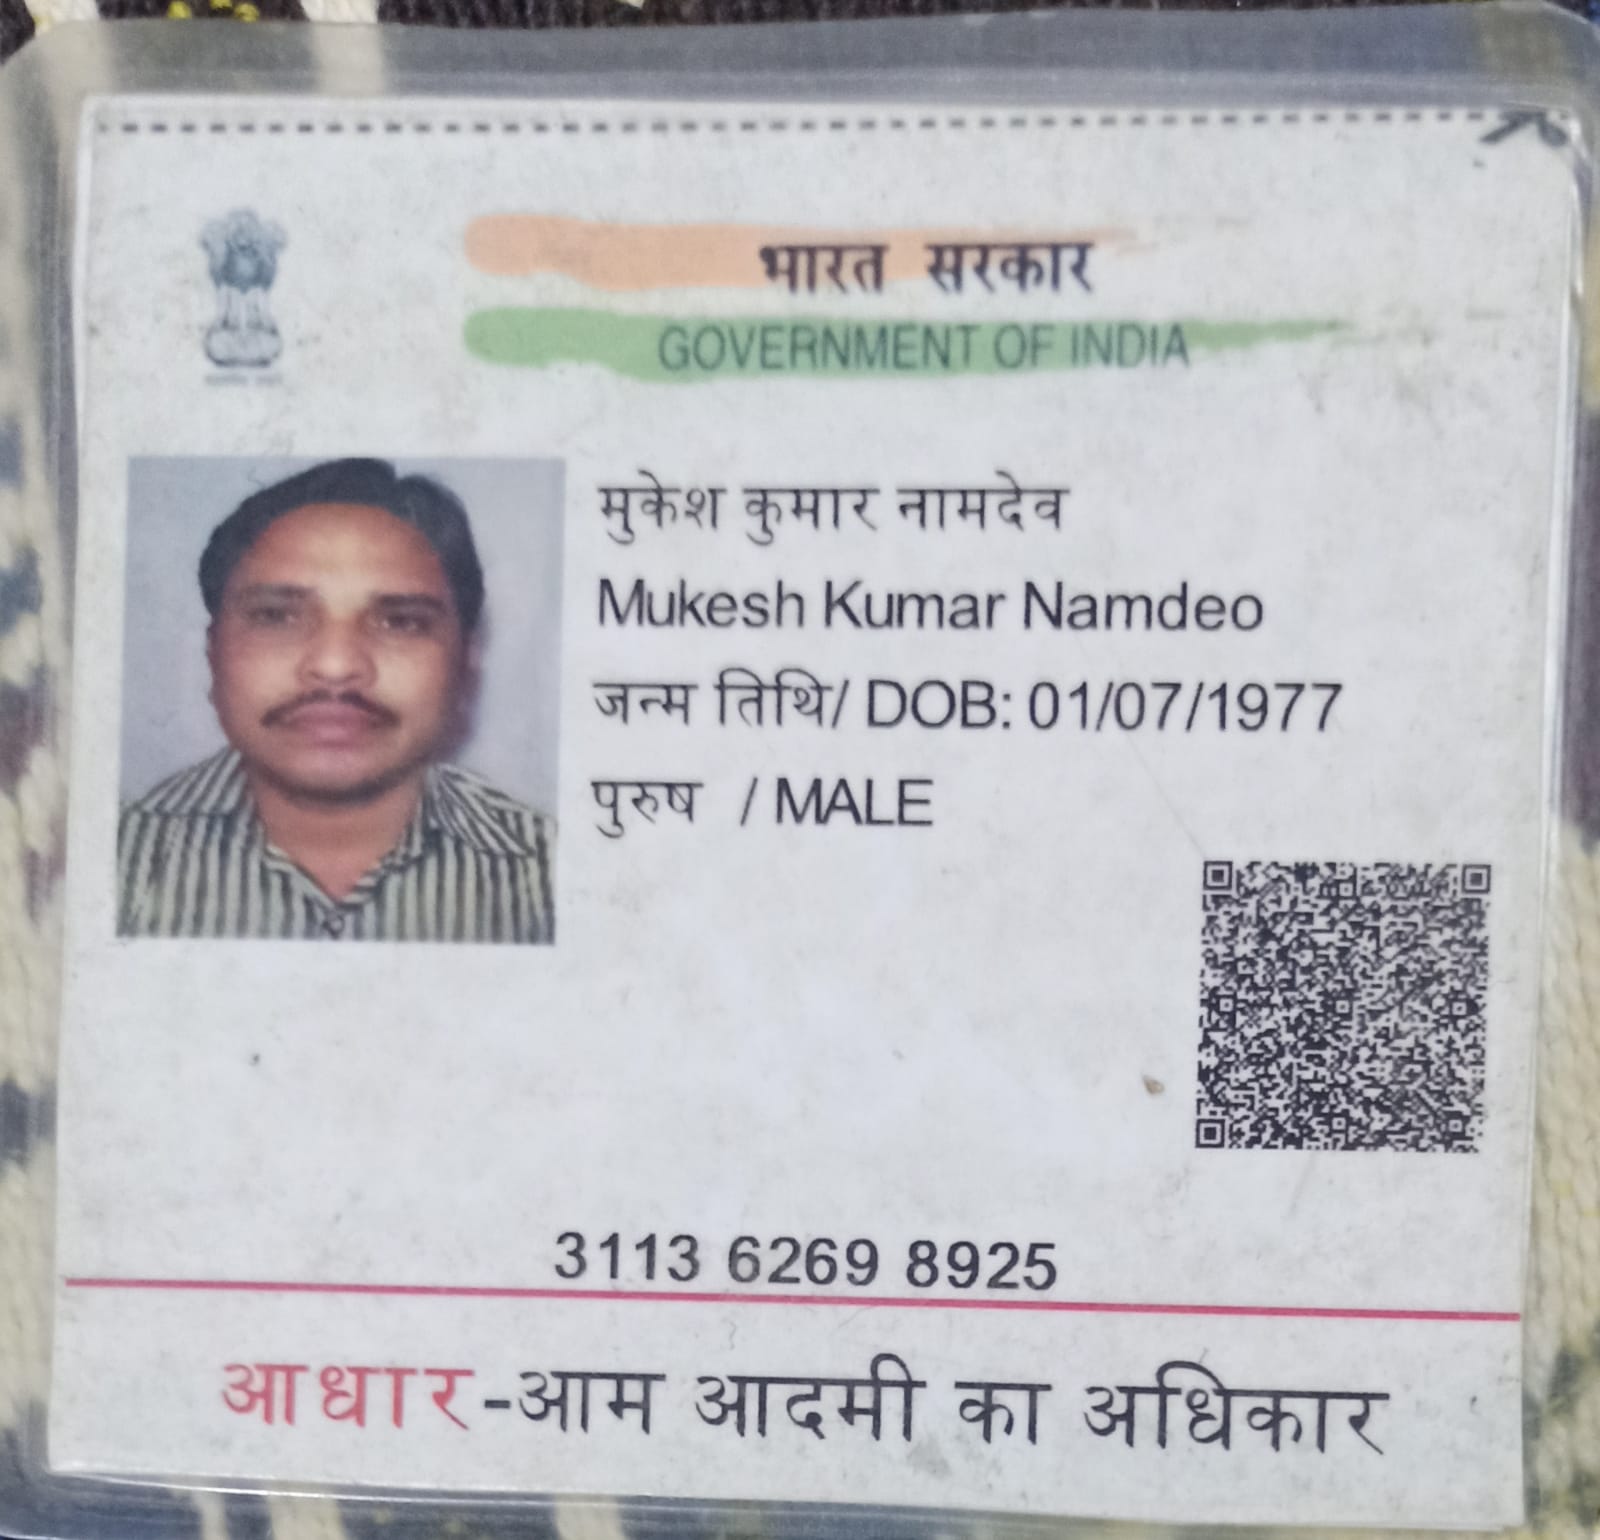 भारत सरकार
GOVERNMENT OF INDIA
मुकेश कुमार नामदेव
Mukesh Kumar Namdeo
जन्म तिथि/ DOB: 01/07/1977
पुरुष / MALE
3113 6269 8925
आधार-आम आदमी का अधिकार